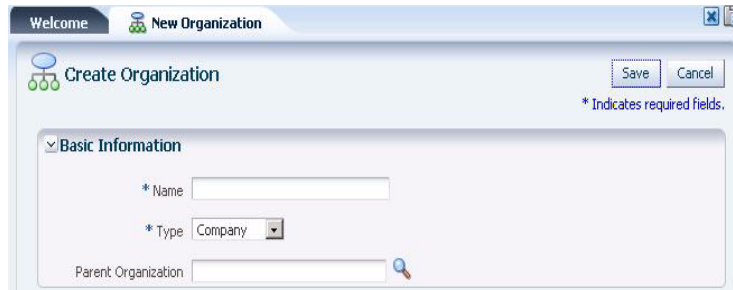 Welcome
New Organization
Create Organization
Save
Cancel
* Indicates required fields.
Basic Information
* Name
* Type Company
Parent Organization